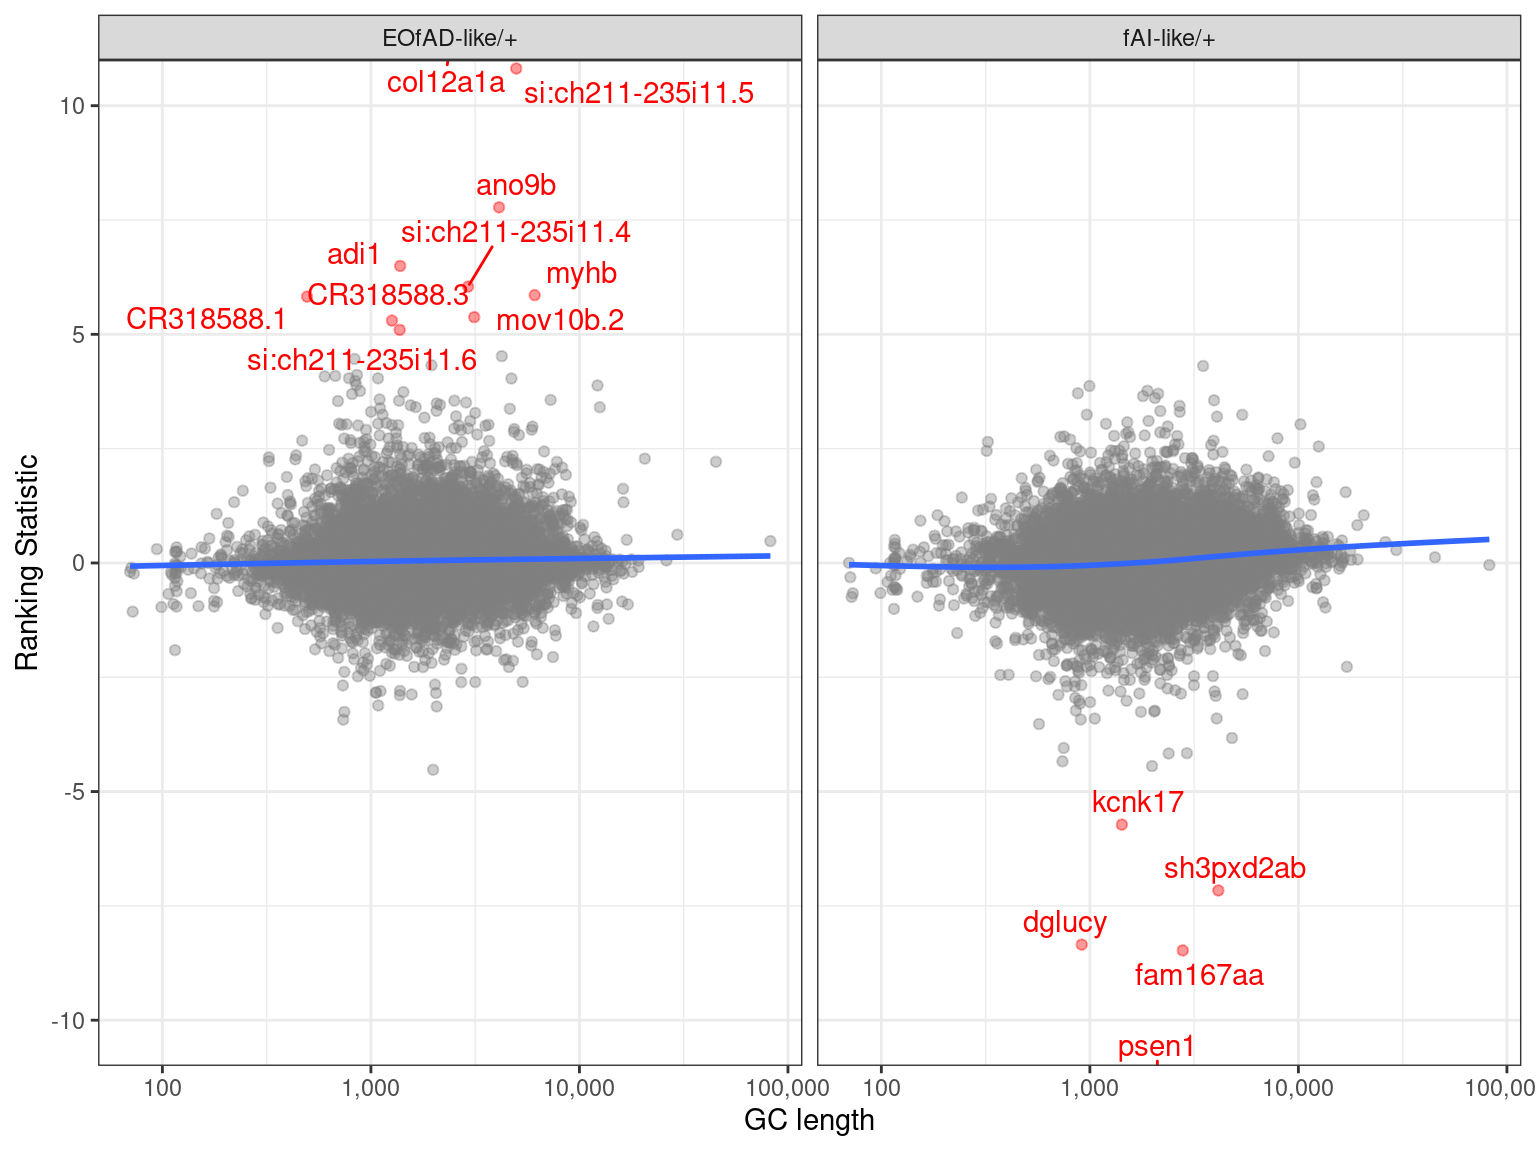 EOfAD-like/+
fAI-like/+
col12a1a
si:ch211-235i11.5
ano9b
si:ch211-235i11.4
adi1
myhb
CR318588.3
CR318588.1
mov10b.2
si:ch211-235i11.6
kcnk17
sh3pxd2ab
dglucy
fam167aa
psen1
10
5
0
-5
-10
Ranking Statistic
100
1,000
10,000
100,000
100
1,000
10,000
100,00
GC length